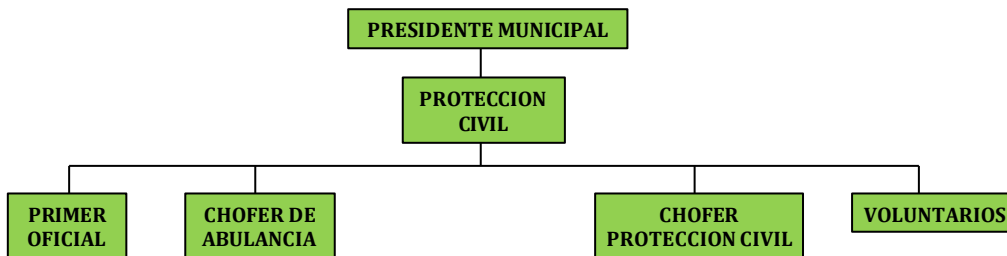 PRESIDENTE MUNICIPAL
PROTECCION
CIVIL
PRIMER
OFICIAL
CHOFER DE
ABULANCIA
CHOFER
PROTECCION CIVIL
VOLUNTARIOS